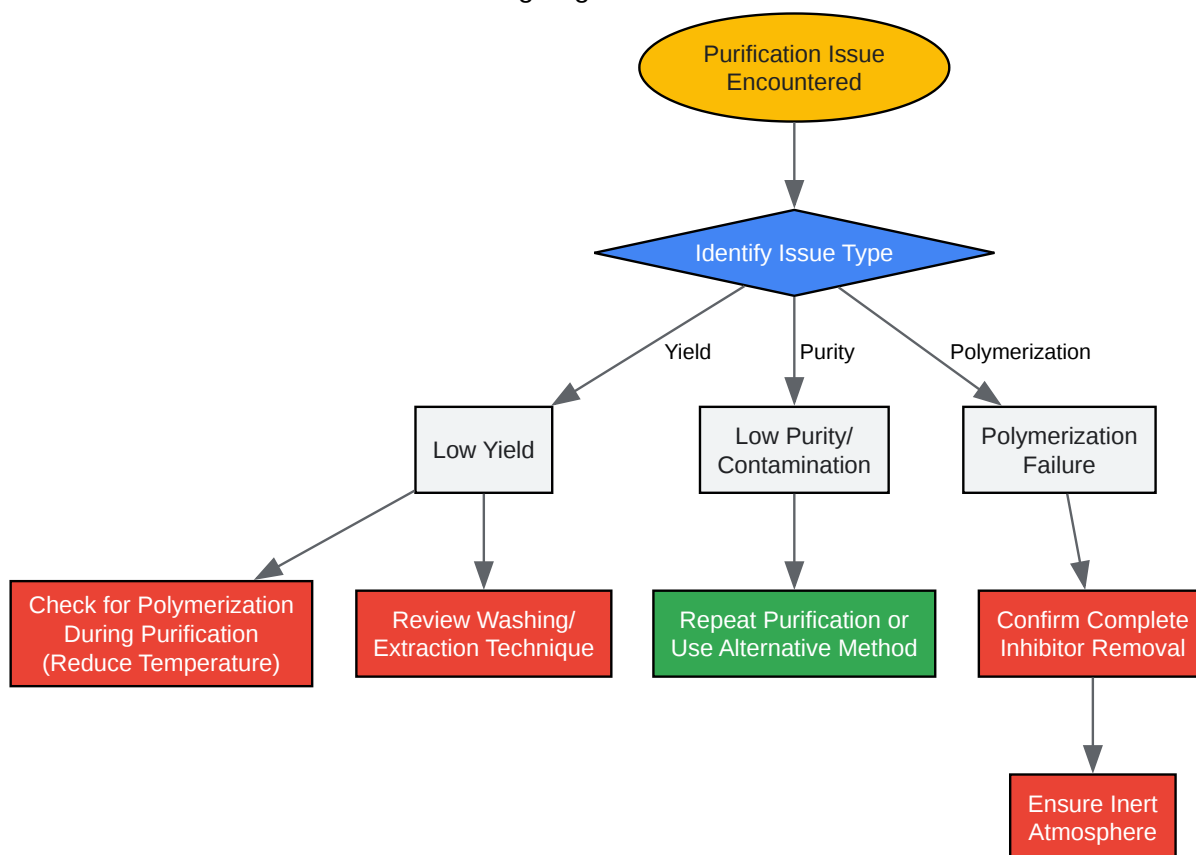 Purification Issue
Encountered
Identify Issue Type
Yield
Purity
Polymerization
Low Yield
Low Purity/
Contamination
Polymerization
Failure
Check for Polymerization
During Purification
(Reduce Temperature)
Review Washing/
Extraction Technique
Repeat Purification or
Use Alternative Method
Confirm Complete
Inhibitor Removal
Ensure Inert
Atmosphere